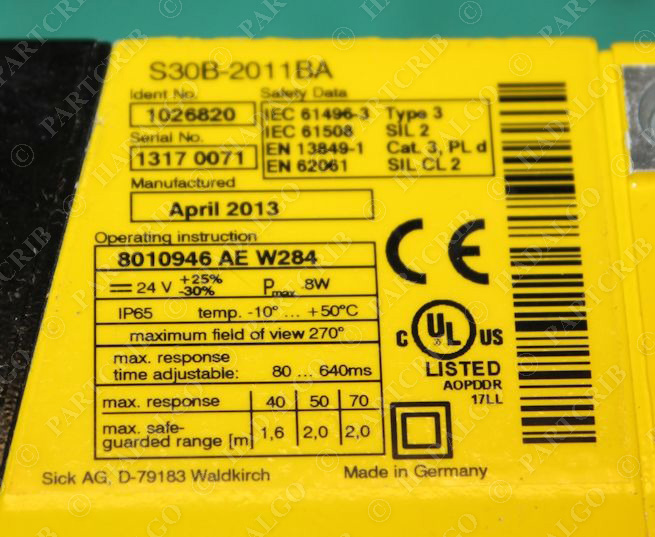 S30B-2011BA
Ident No. Safety Data
1026820 IEC 61496-3 Type 3
IEC 61508 SIL 2
Serial No.
1317 0071 EN 13849-1 Cat. 3, PL d
EN 62061 SIL CL 2
Manufactured
April 2013
Operating instruction
8010946 AE W284
24 V +25% -30% Pmax 8W
IP65 temp. -10° ... +50°C
maximum field of view 270°
max. response
time adjustable: 80 ... 640ms
max. response 40 50 70
max. safe-
guarded range [m] 1,6 2,0 2,0
CE
C UL US
LISTED
AOPDDR
17LL
Sick AG, D-79183 Waldkirch Made in Germany
PARTCRIB
HADALGO